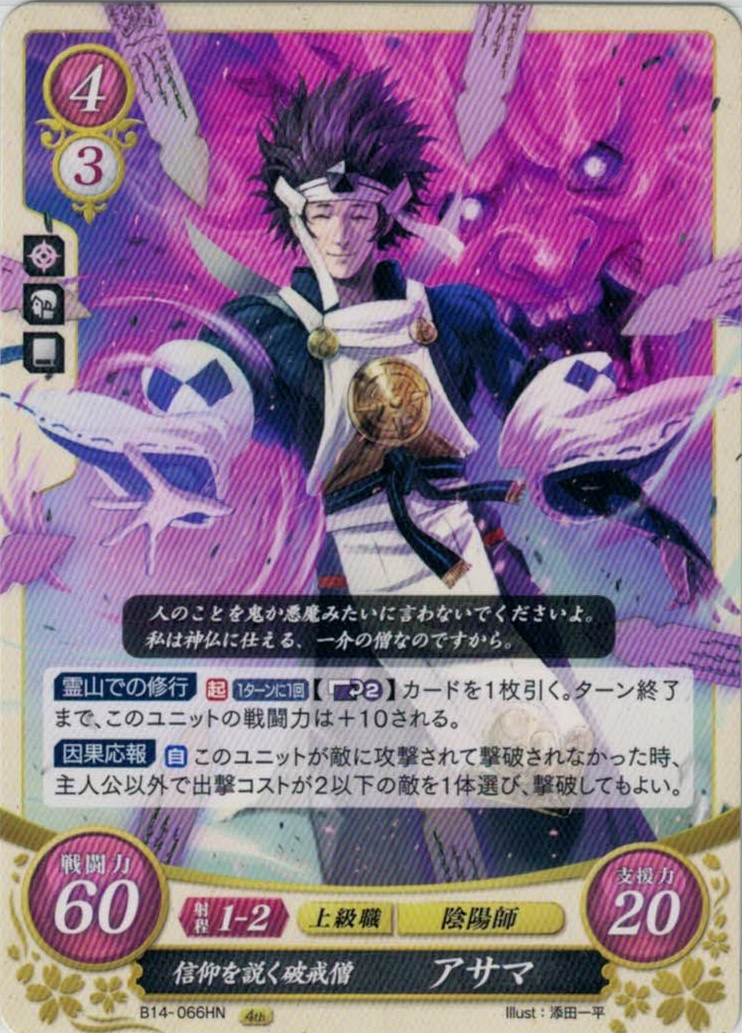 4
3
人のことを鬼か悪魔みたいに言わないでくださいよ。
私は神仏に仕える、一介の僧なのですから。
霊山での修行 起 1ターンに1回【 2】カードを1枚引く。ターン終了
まで、このユニットの戦闘力は+10される。
因果応報 自 このユニットが敵に攻撃されて撃破されなかった時、
主人公以外で出撃コストが2以下の敵を1体選び、撃破してもよい。
戦闘力
60
射程 1-2 上級職 陰陽師
支援力
20
信仰を説く破戒僧 アサマ
B14-066HN 4th Illust:添田一平